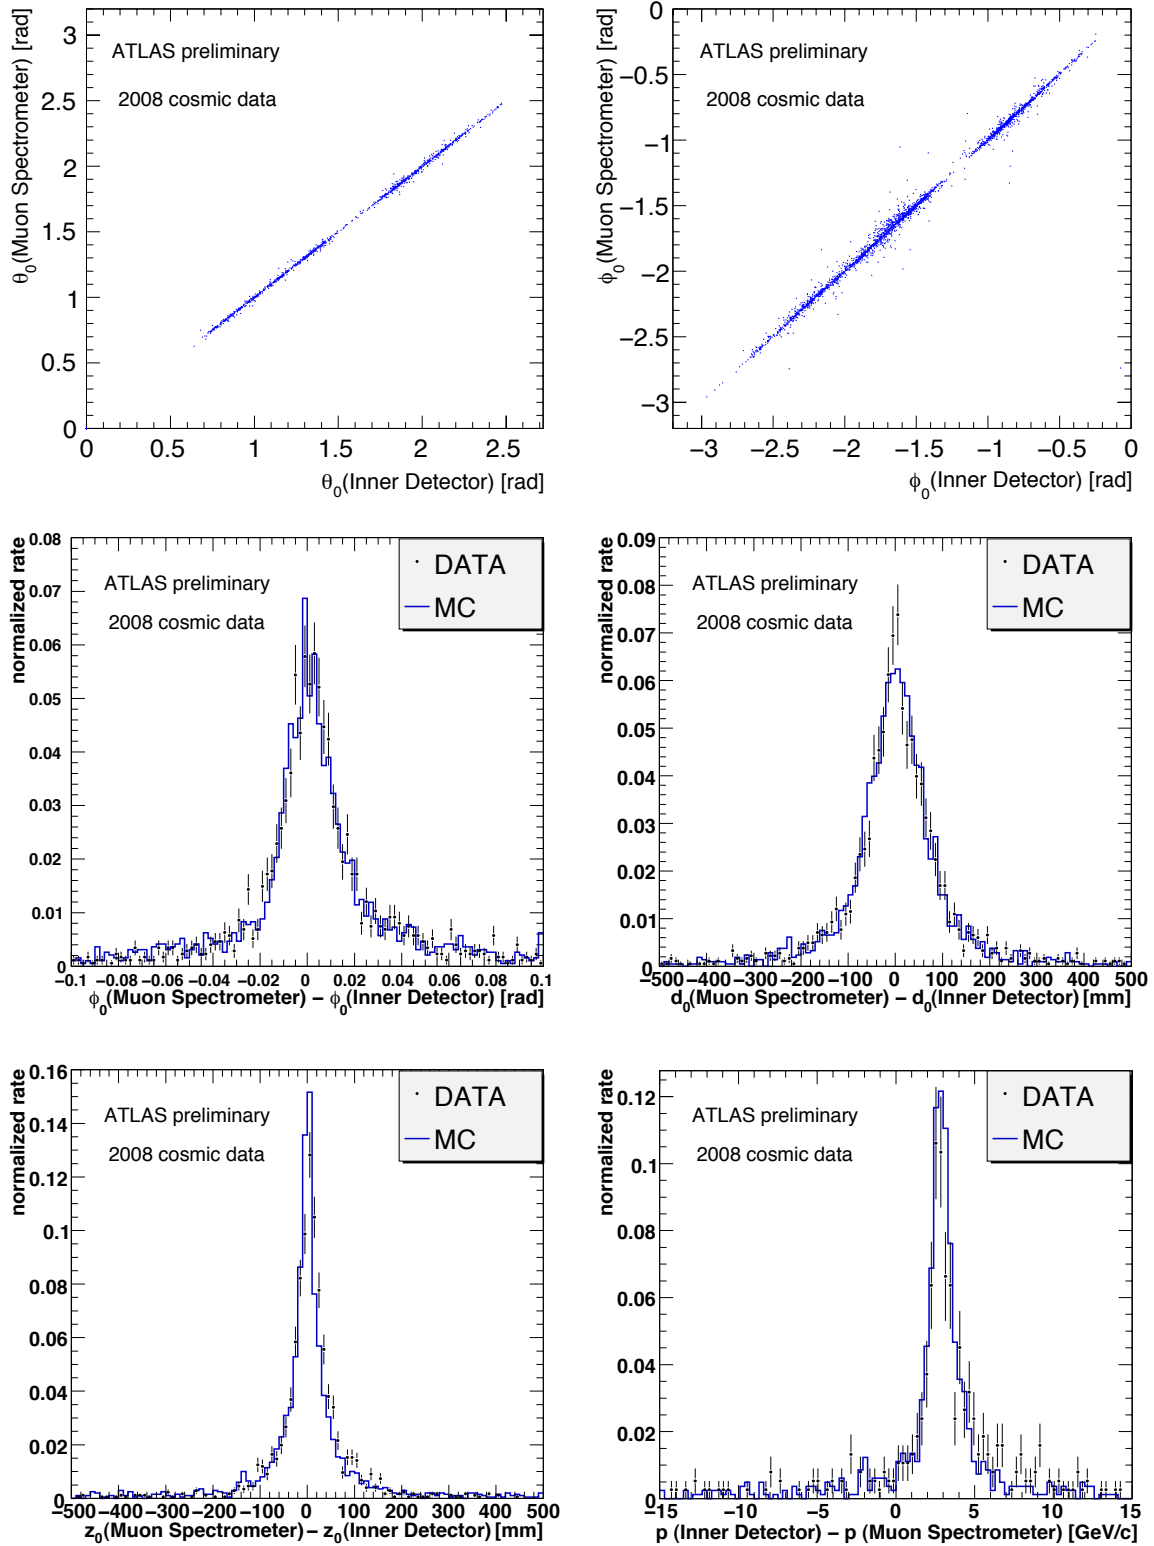 θ0(Muon Spectrometer) [rad]
3
2.5
2
1.5
1
0.5
0
ATLAS preliminary
2008 cosmic data
0 0.5 1 1.5 2 2.5
θ0(Inner Detector) [rad]
ϕ0(Muon Spectrometer) [rad]
0
−0.5
−1
−1.5
−2
−2.5
−3
ATLAS preliminary
2008 cosmic data
−3 −2.5 −2 −1.5 −1 −0.5 0
ϕ0(Inner Detector) [rad]
normalized rate
0.08
0.07
0.06
0.05
0.04
0.03
0.02
0.01
0
ATLAS preliminary
2008 cosmic data
DATA
MC
−0.1 −0.08 −0.06 −0.04 −0.02 0 0.02 0.04 0.06 0.08 0.1
ϕ0(Muon Spectrometer) − ϕ0(Inner Detector) [rad]
normalized rate
0.09
0.08
0.07
0.06
0.05
0.04
0.03
0.02
0.01
0
ATLAS preliminary
2008 cosmic data
DATA
MC
−500 −400 −300 −200 −100 0 100 200 300 400 500
d0(Muon Spectrometer) − d0(Inner Detector) [mm]
normalized rate
0.16
0.14
0.12
0.1
0.08
0.06
0.04
0.02
0
ATLAS preliminary
2008 cosmic data
DATA
MC
−500 −400 −300 −200 −100 0 100 200 300 400 500
z0(Muon Spectrometer) − z0(Inner Detector) [mm]
normalized rate
0.12
0.1
0.08
0.06
0.04
0.02
0
ATLAS preliminary
2008 cosmic data
DATA
MC
−15 −10 −5 0 5 10 15
p (Inner Detector) − p (Muon Spectrometer) [GeV/c]